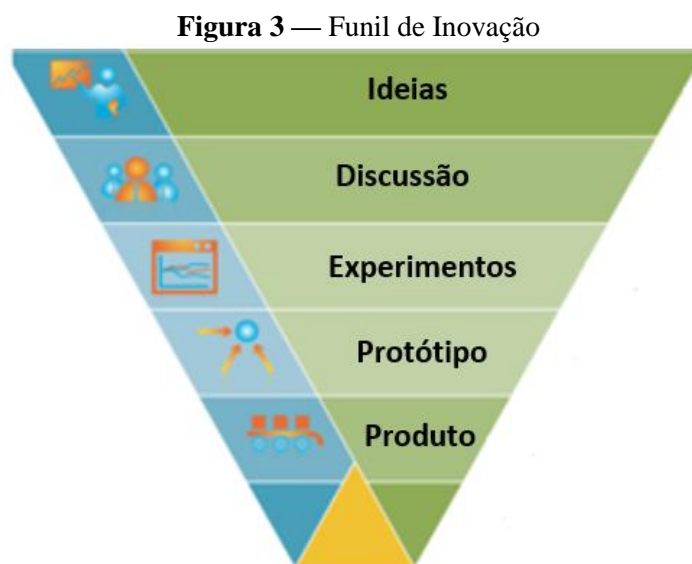 Figura 3 — Funil de Inovação
Ideias
Discussão
Experimentos
Protótipo
Produto